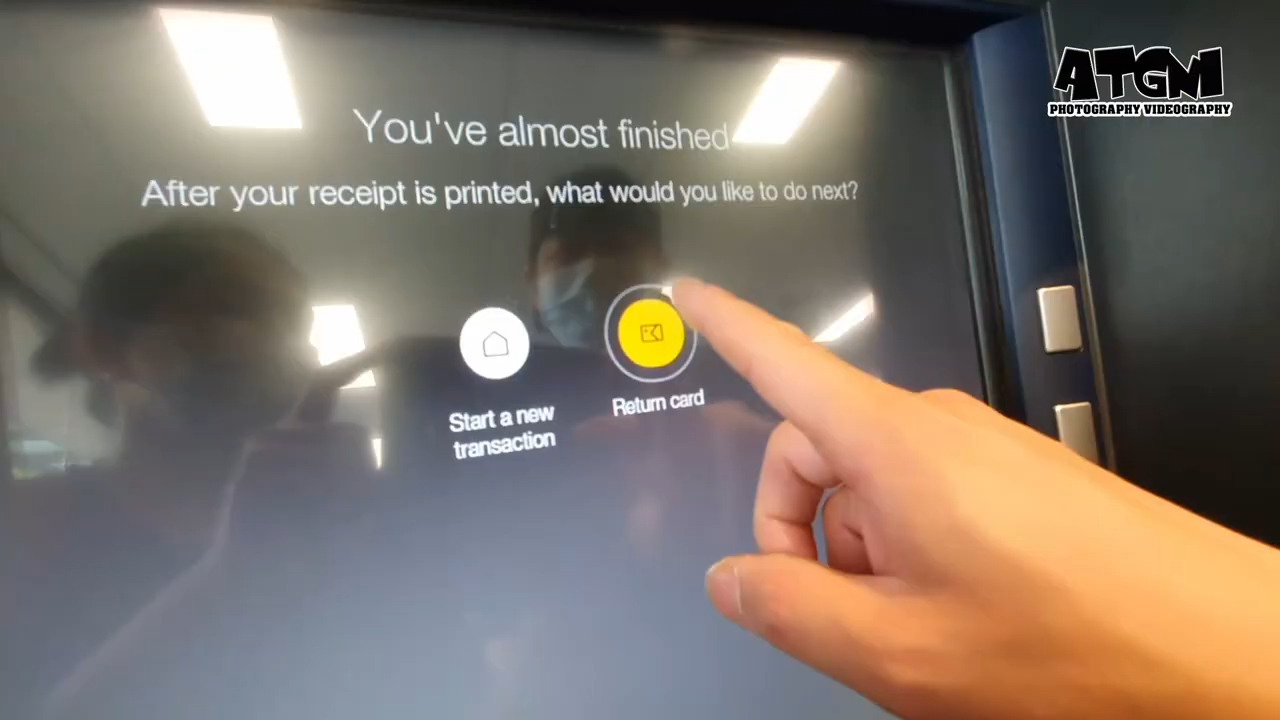 ATGM
PHOTOGRAPHY VIDEOGRAPHY
You've almost finished
After your receipt is printed, what would you like to do next?
Start a new
transaction
Return card